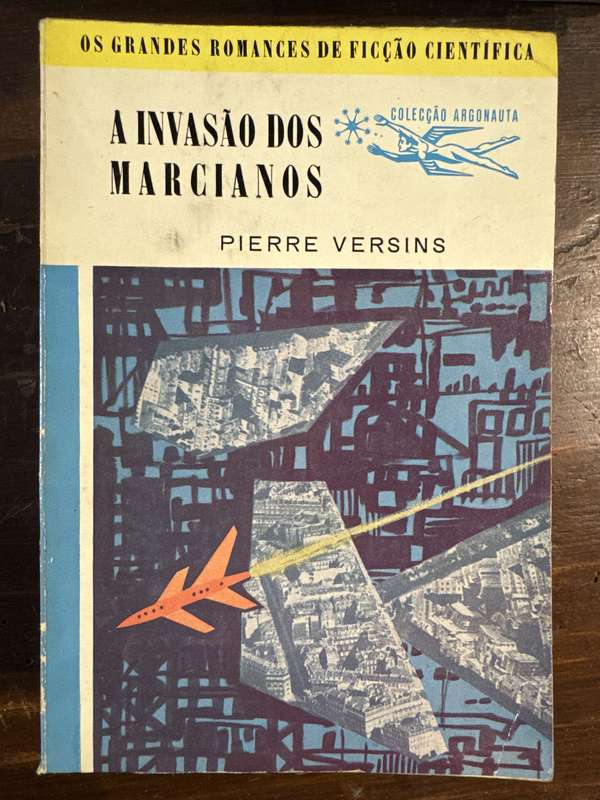 OS GRANDES ROMANCES DE FICÇÃO CIENTÍFICA
A INVASÃO DOS
MARCIANOS
COLECÇÃO ARGONAUTA
PIERRE VERSINS